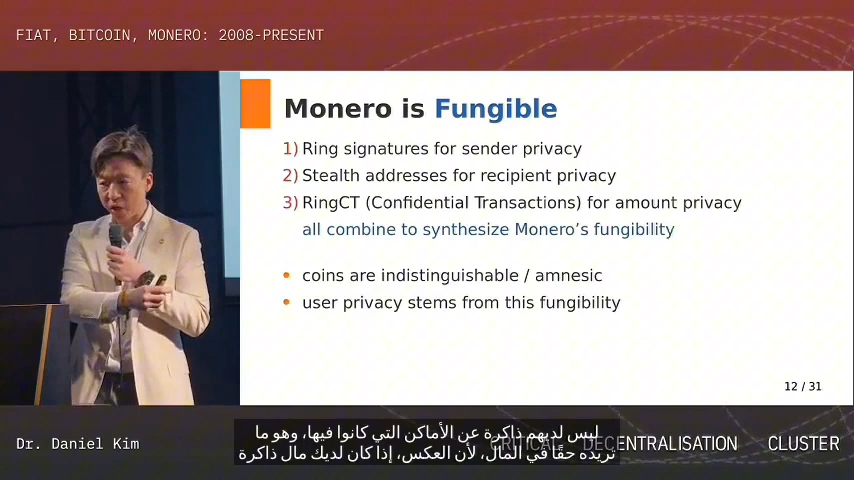 FIAT, BITCOIN, MONERO: 2008-PRESENT
Monero is Fungible
1) Ring signatures for sender privacy
2) Stealth addresses for recipient privacy
3) RingCT (Confidential Transactions) for amount privacy
all combine to synthesize Monero’s fungibility
• coins are indistinguishable / amnesic
• user privacy stems from this fungibility
12 / 31
Dr. Daniel Kim
CRITICAL DECENTRALISATION CLUSTER
ليس لديهم ذاكرة عن الأماكن التي كانوا فيها، وهو ما
تريده حقًا في المال، لأن العكس، إذا كان لديك مال ذاكرة